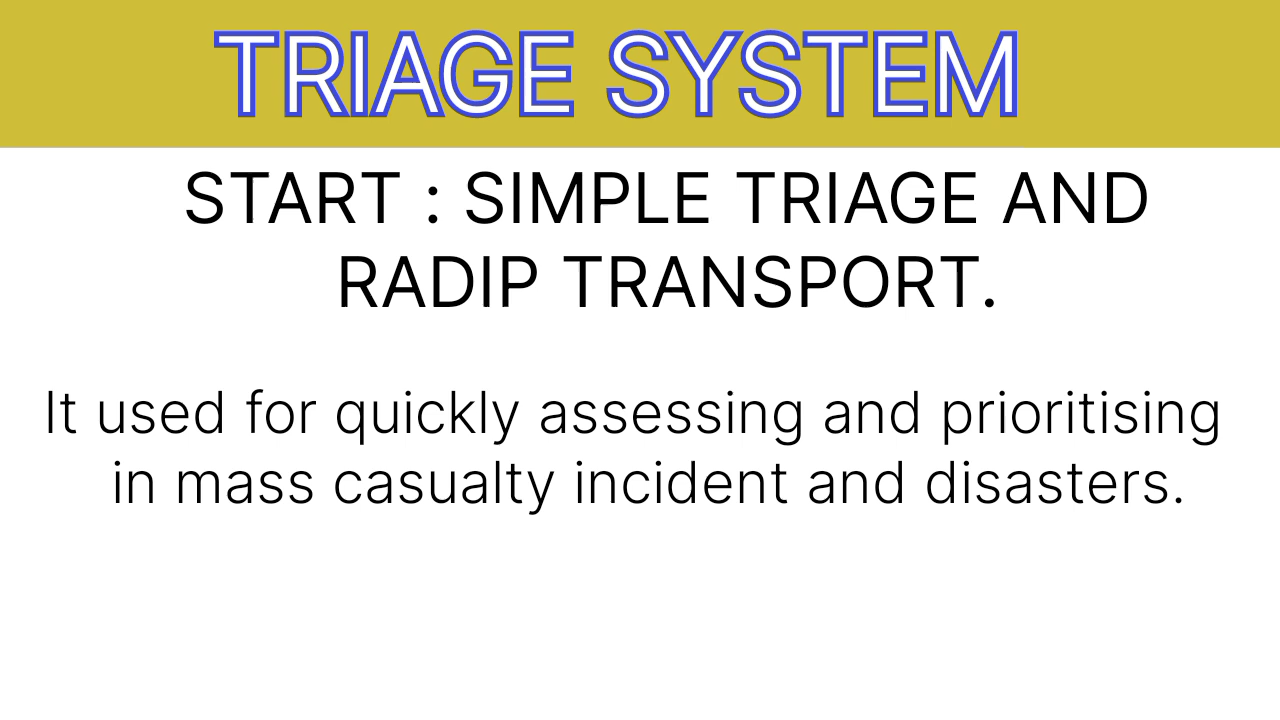 TRIAGE SYSTEM
START : SIMPLE TRIAGE AND
RADIP TRANSPORT.
It used for quickly assessing and prioritising
in mass casualty incident and disasters.